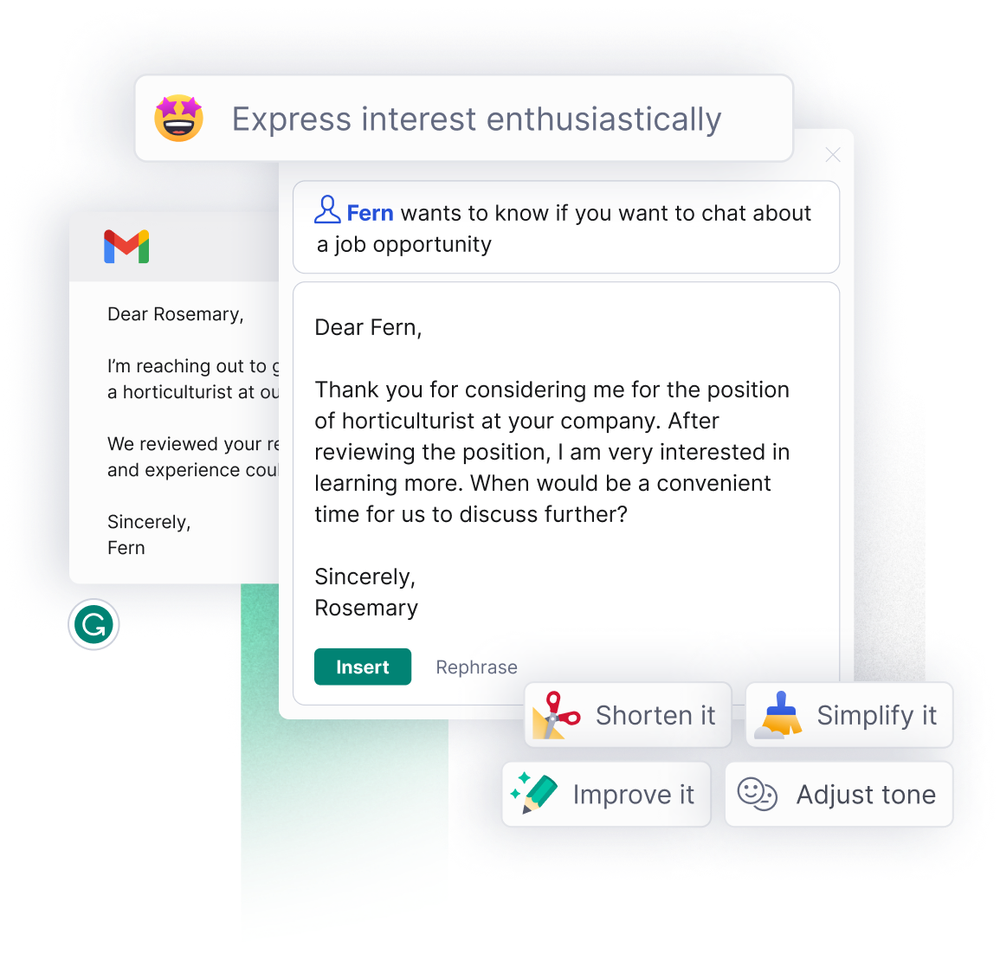 Express interest enthusiastically
Fern wants to know if you want to chat about
a job opportunity
Dear Rosemary,
I’m reaching out to
a horticulturist at
We reviewed your
and experience
Sincerely,
Fern
Dear Fern,
Thank you for considering me for the position
of horticulturist at your company. After
reviewing the position, I am very interested in
learning more. When would be a convenient
time for us to discuss further?
Sincerely,
Rosemary
Insert
Rephrase
Shorten it
Simplify it
Improve it
Adjust tone